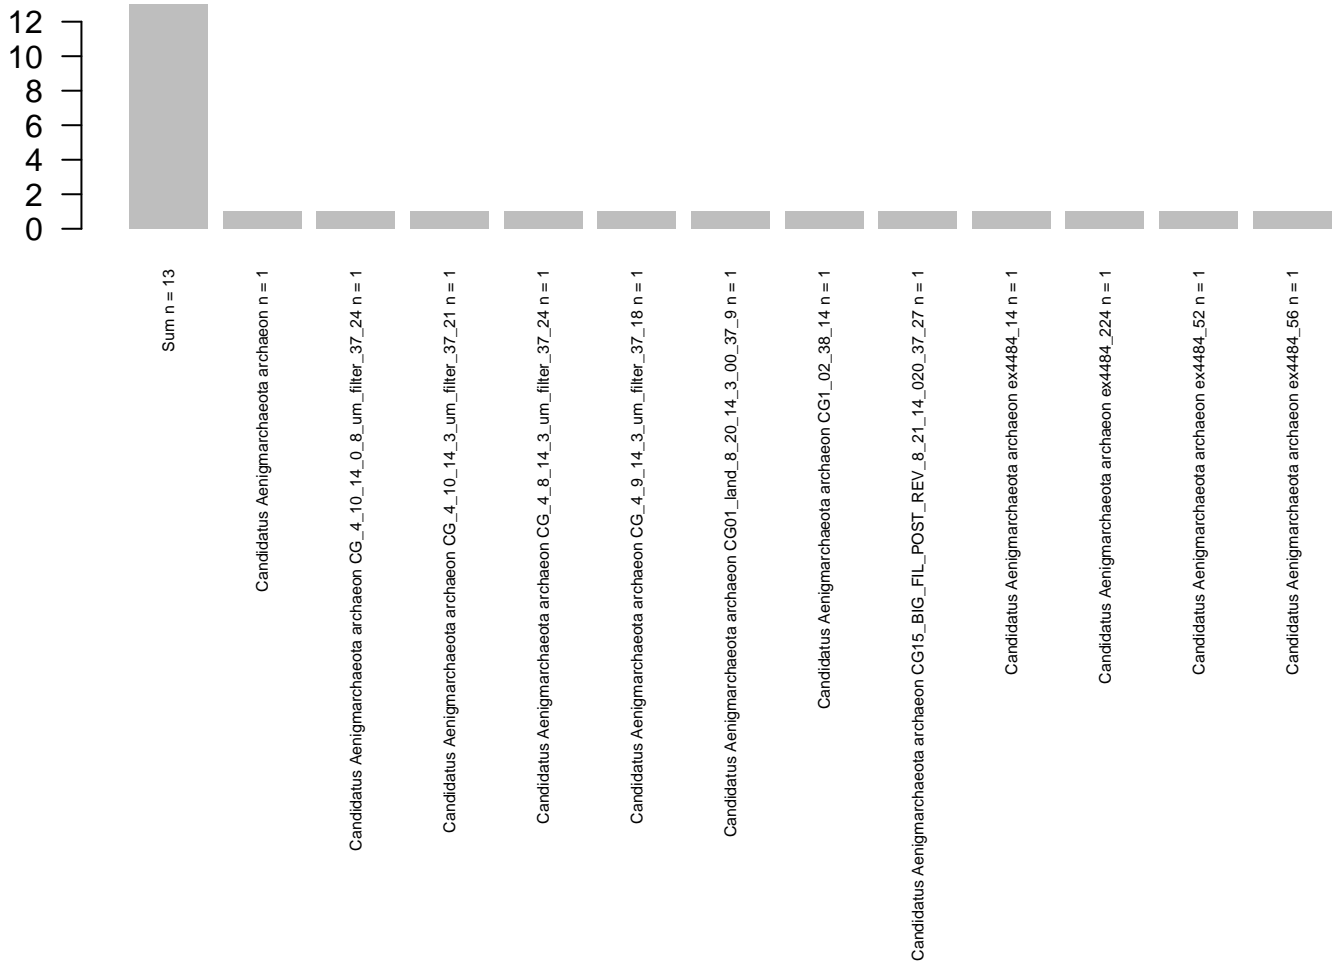 12
10
8
6
4
2
0
Sum n = 13
Candidatus Aenigmarchaeota archaeon n = 1
Candidatus Aenigmarchaeota archaeon CG_4_10_14_0_8_um_filter_37_24 n = 1
Candidatus Aenigmarchaeota archaeon CG_4_10_14_3_um_filter_37_21 n = 1
Candidatus Aenigmarchaeota archaeon CG_4_8_14_3_um_filter_37_24 n = 1
Candidatus Aenigmarchaeota archaeon CG_4_9_14_3_um_filter_37_18 n = 1
Candidatus Aenigmarchaeota archaeon CG01_land_8_20_14_3_00_37_9 n = 1
Candidatus Aenigmarchaeota archaeon CG1_02_38_14 n = 1
Candidatus Aenigmarchaeota archaeon CG15_BIG_FIL_POST_REV_8_21_14_020_37_27 n = 1
Candidatus Aenigmarchaeota archaeon ex4484_14 n = 1
Candidatus Aenigmarchaeota archaeon ex4484_224 n = 1
Candidatus Aenigmarchaeota archaeon ex4484_52 n = 1
Candidatus Aenigmarchaeota archaeon ex4484_56 n = 1